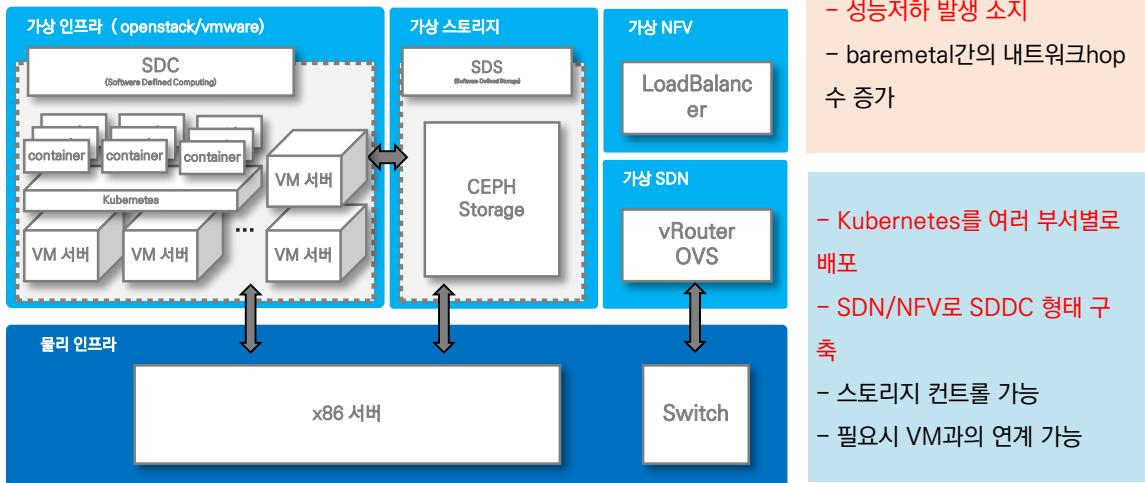 가상 인프라 ( openstack/vmware)
SDC
(Software Defined Computing)
container
container
container
Kubernetes
VM 서버
VM 서버
VM 서버
...
VM 서버
가상 스토리지
SDS
(Software Defined Storage)
CEPH
Storage
가상 NFV
LoadBalanc
er
가상 SDN
vRouter
OVS
물리 인프라
x86 서버
Switch
- 성능저하 발생 소지
- baremetal간의 내트워크hop
수 증가
- Kubernetes를 여러 부서별로
배포
- SDN/NFV로 SDDC 형태 구
축
- 스토리지 컨트롤 가능
- 필요시 VM과의 연계 가능